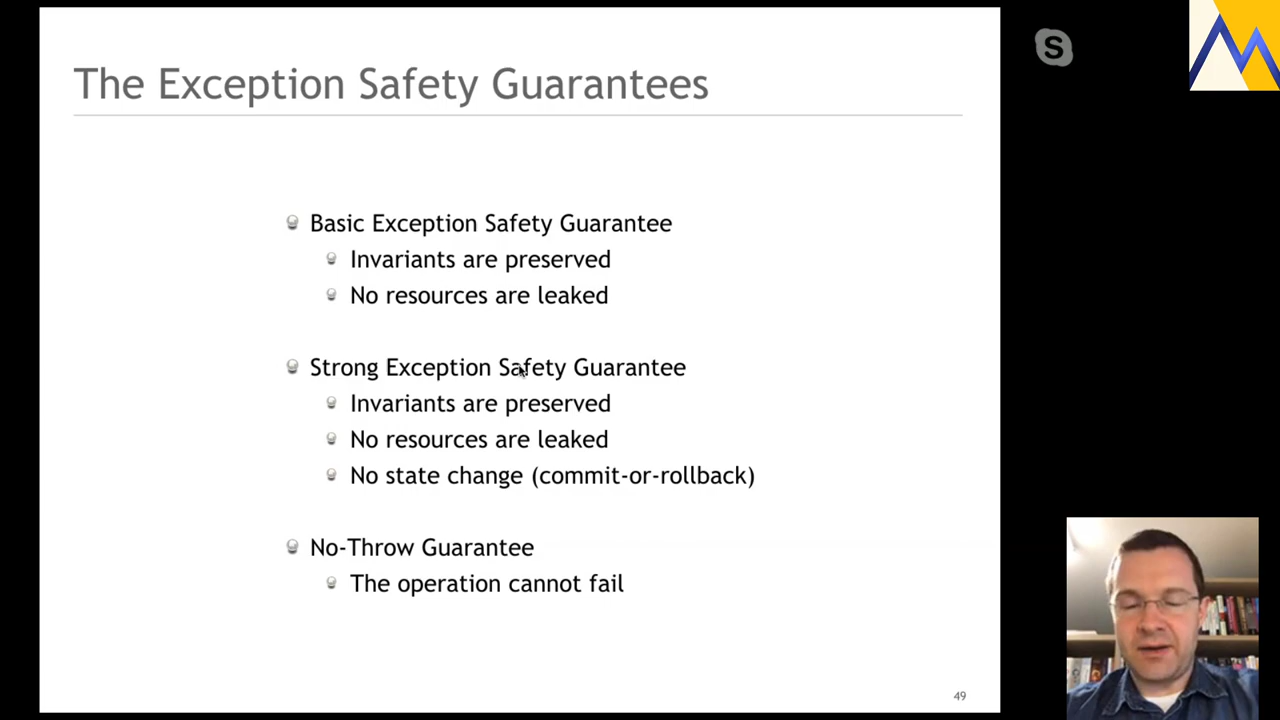 The Exception Safety Guarantees
Basic Exception Safety Guarantee
Invariants are preserved
No resources are leaked
Strong Exception Safety Guarantee
Invariants are preserved
No resources are leaked
No state change (commit-or-rollback)
No-Throw Guarantee
The operation cannot fail
49
S